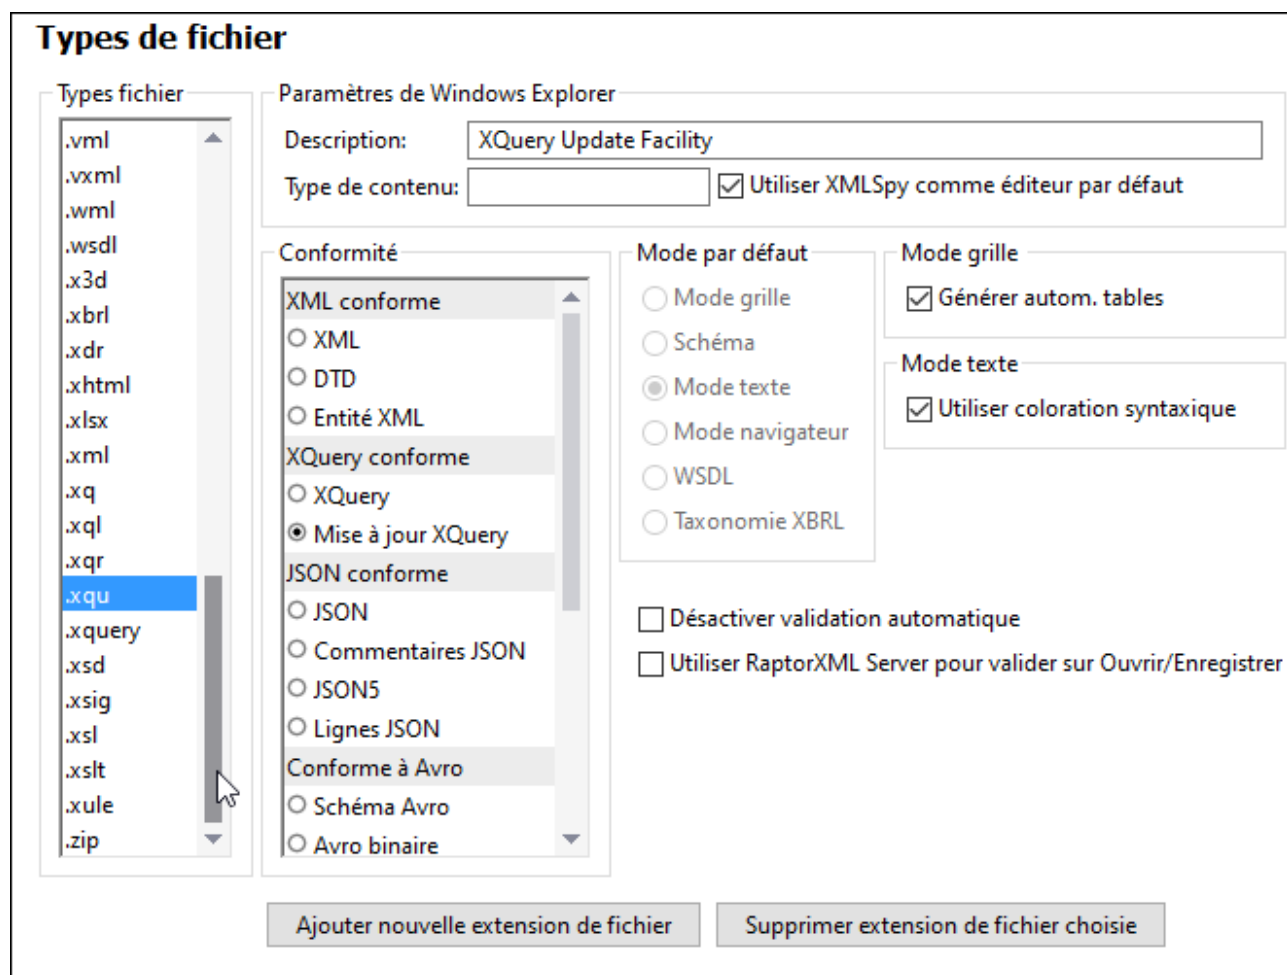 Types de fichier
Types fichier
.vml
.vxml
.wml
.wsdl
.x3d
.xbrl
.xdr
.xhtml
.xlsx
.xml
.xq
.xql
.xqr
.xqu
.xquery
.xsd
.xsig
.xsl
.xslt
.xule
.zip
Paramètres de Windows Explorer
Description: XQuery Update Facility
Type de contenu: Utiliser XMLSpy comme éditeur par défaut
Conformité
XML conforme
XML
DTD
Entité XML
XQuery conforme
XQuery
Mise à jour XQuery
JSON conforme
JSON
Commentaires JSON
JSON5
Lignes JSON
Conforme à Avro
Schéma Avro
Avro binaire
Mode par défaut
Mode grille
Schéma
Mode texte
Mode navigateur
WSDL
Taxonomie XBRL
Mode grille
Générer autom. tables
Mode texte
Utiliser coloration syntaxique
Désactiver validation automatique
Utiliser RaptorXML Server pour valider sur Ouvrir/Enregistrer
Ajouter nouvelle extension de fichier
Supprimer extension de fichier choisie